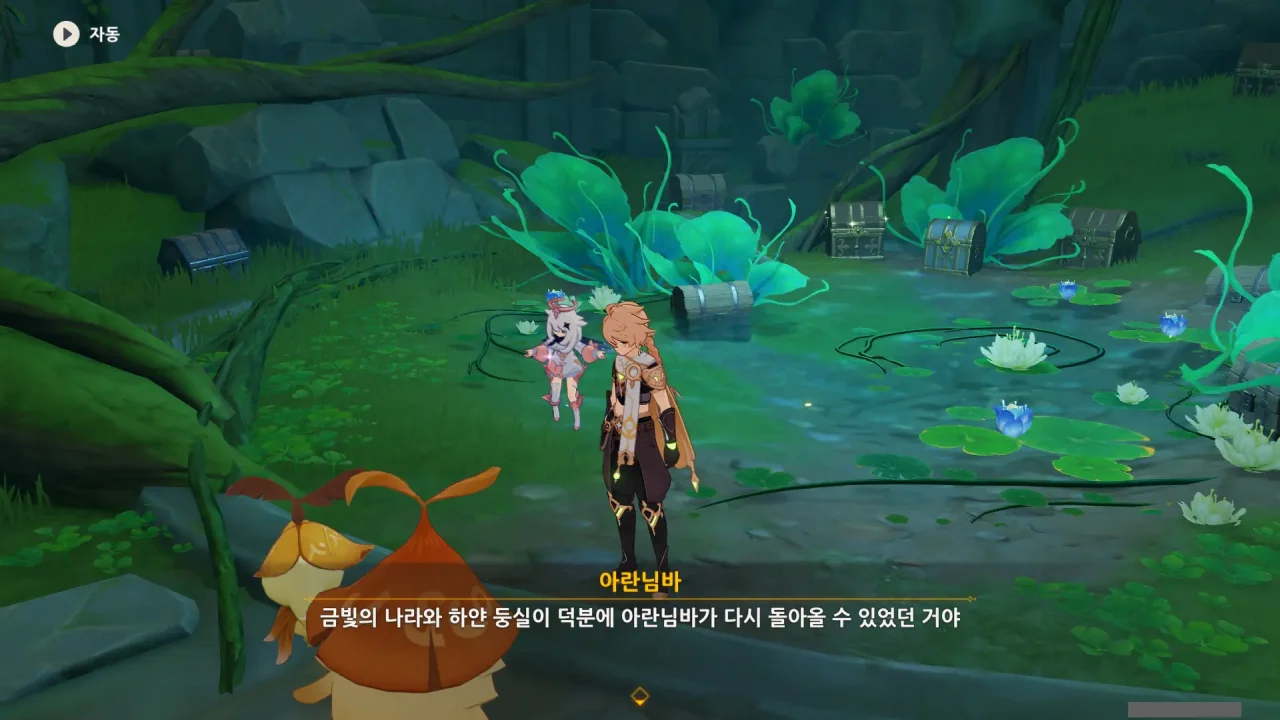 자동
아란님바
금빛의 나라와 하얀 둥실이 덕분에 아란님바가 다시 돌아올 수 있었던 거야